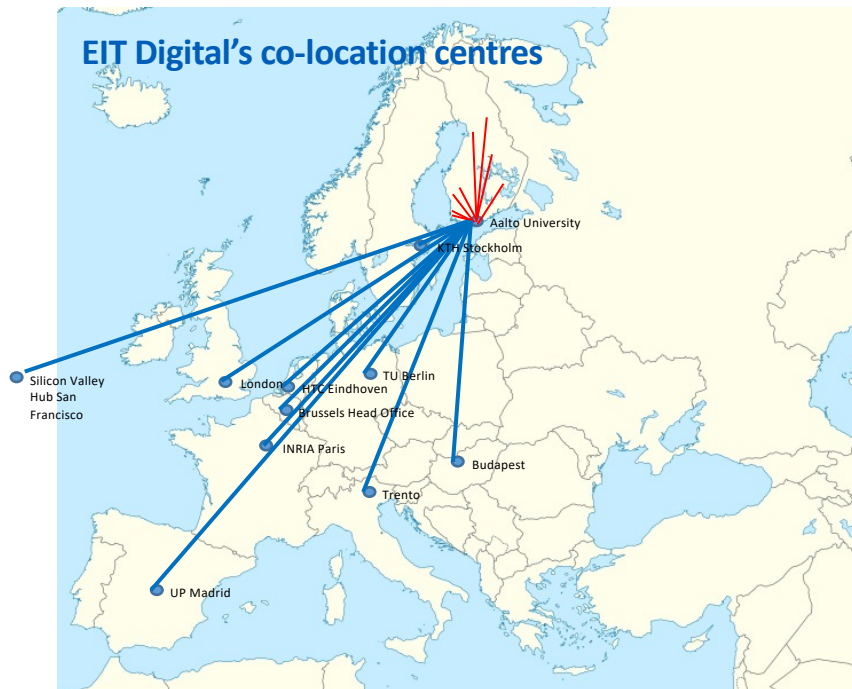 EIT Digital's co-location centres
Aalto University
KTH Stockholm
Silicon Valley
Hub San
Francisco
London
HTC Eindhoven
TU Berlin
Brussels Head Office
INRIA Paris
Budapest
Trento
UP Madrid